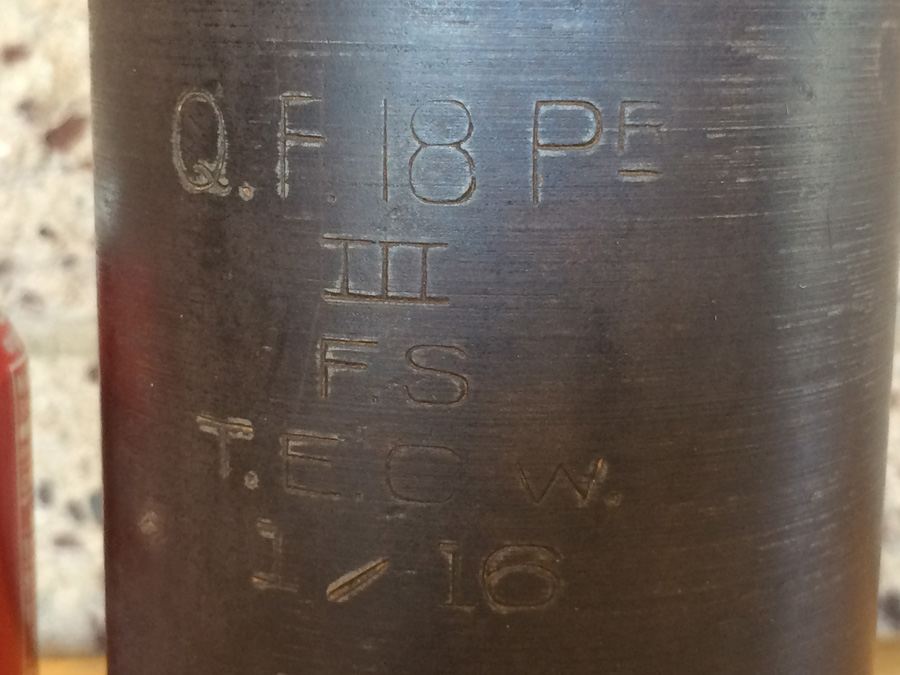 Q.F. 18 PR
III
F.S
T.E.C W.
1/16